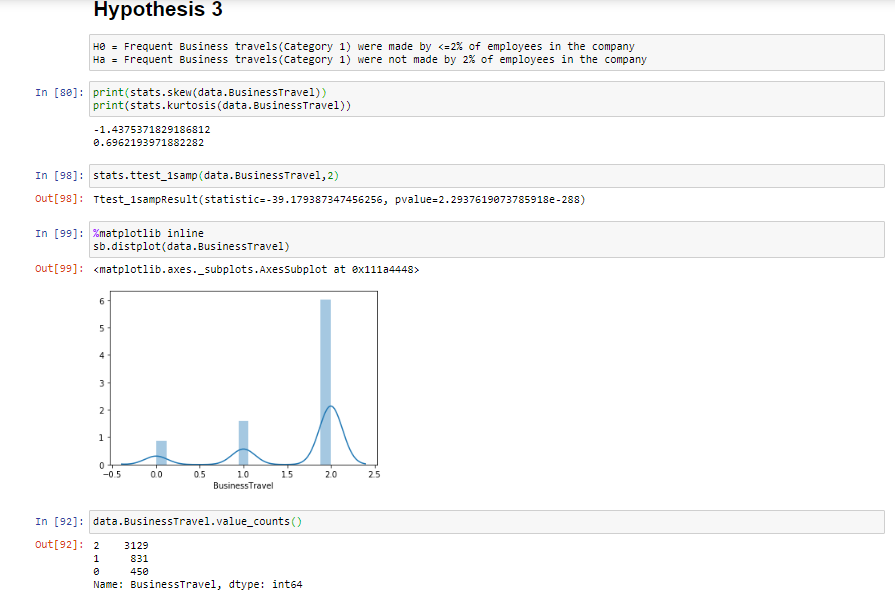 Hypothesis 3
H0 = Frequent Business travels(Category 1) were made by <=2% of employees in the company
Ha = Frequent Business travels(Category 1) were not made by 2% of employees in the company
In [80]: print(stats.skew(data.BusinessTravel))
print(stats.kurtosis(data.BusinessTravel))
-1.4375371829186812
0.6962193971882282
In [98]: stats.ttest_1samp(data.BusinessTravel,2)
Out[98]: Ttest_1sampResult(statistic=-39.179387347456256, pvalue=2.2937619073785918e-288)
In [99]: %matplotlib inline
sb.distplot(data.BusinessTravel)
Out[99]: <matplotlib.axes._subplots.AxesSubplot at 0x111a4448>
6
5
4
3
2
1
0
−0.5 0.0 0.5 1.0 1.5 2.0 2.5
BusinessTravel
In [92]: data.BusinessTravel.value_counts()
Out[92]: 2 3129
1 831
0 450
Name: BusinessTravel, dtype: int64